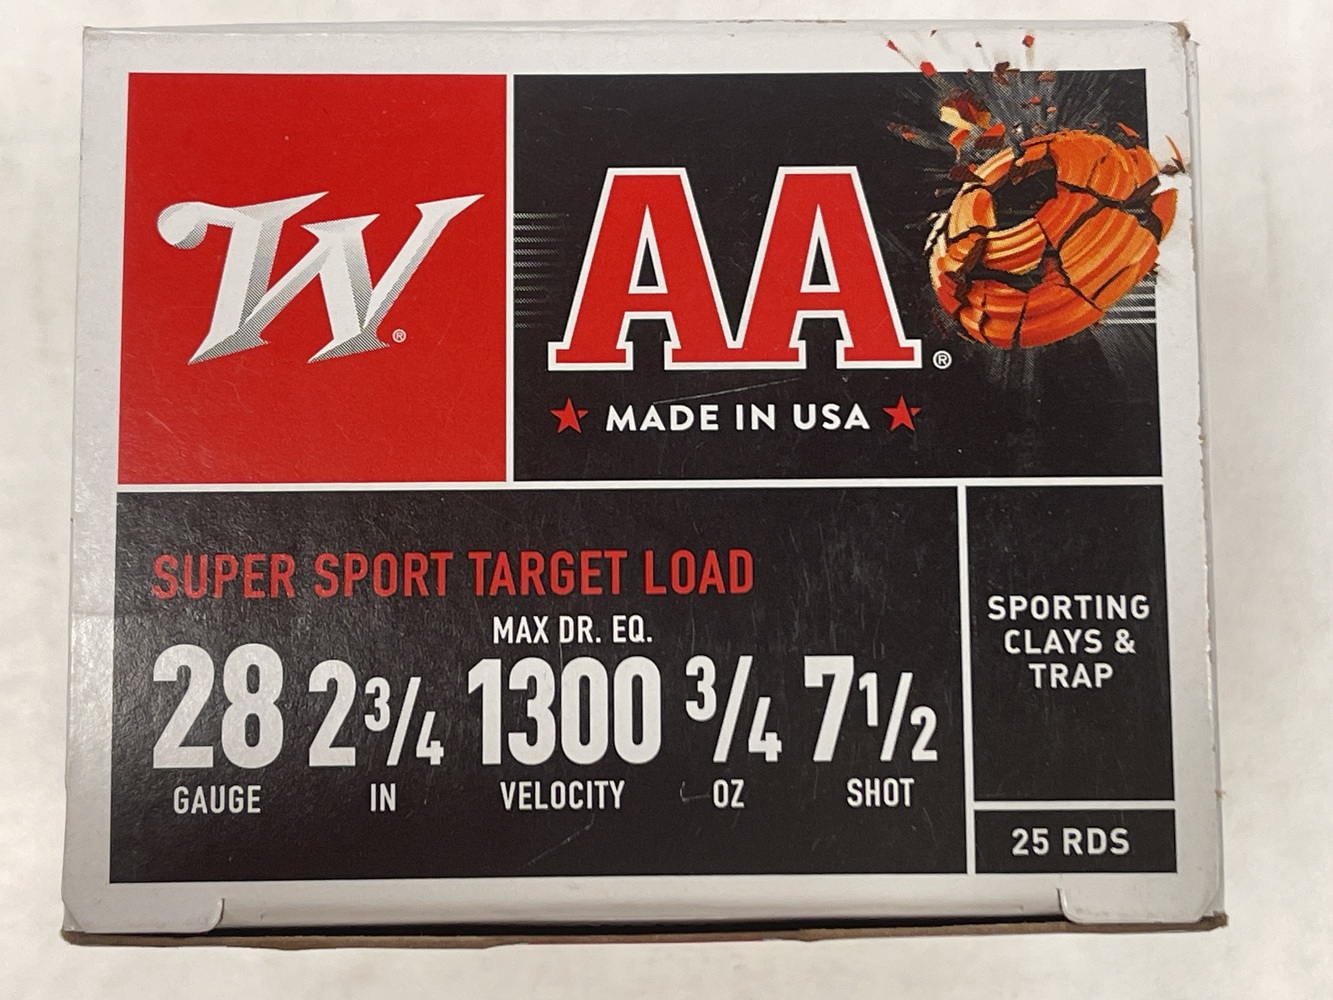 W®
AA®
★ MADE IN USA ★
SUPER SPORT TARGET LOAD
MAX DR. EQ.
28 2 3/4 1300 3/4 7 1/2
GAUGE IN VELOCITY OZ SHOT
SPORTING
CLAYS &
TRAP
25 RDS